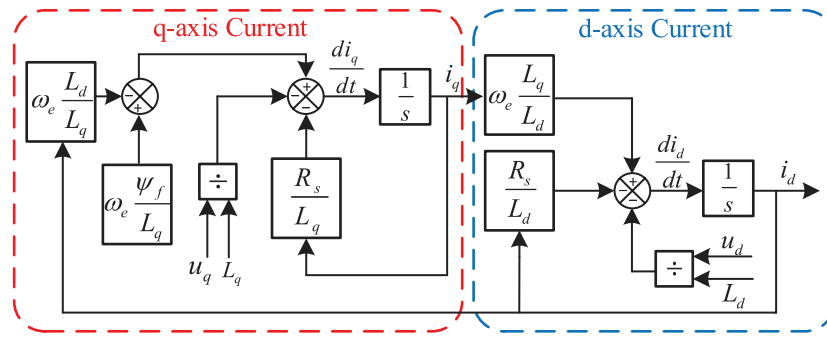 q-axis Current
d-axis Current
ω_e L_d/L_q
ω_e ψ_f/L_q
− +
+ − −
÷
u_q L_q
R_s/L_q
di_q/dt
1/s
i_q
ω_e L_q/L_d
R_s/L_d
+ − −
di_d/dt
1/s
i_d
÷
u_d
L_d